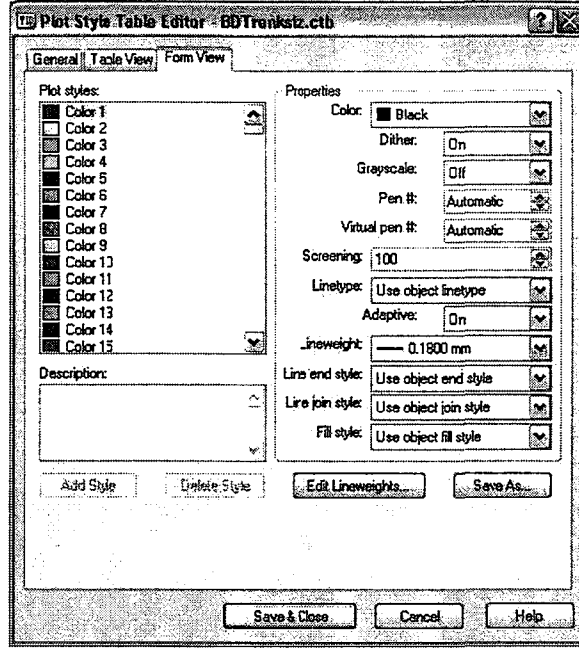 Plot Style Table Editor - BDTrenksiz.ctb
General
Table View
Form View
Plot styles:
Color 1
Color 2
Color 3
Color 4
Color 5
Color 6
Color 7
Color 8
Color 9
Color 10
Color 11
Color 12
Color 13
Color 14
Color 15
Description:
Add Style
Delete Style
Properties
Color: Black
Dither: On
Grayscale: Off
Pen #: Automatic
Virtual pen #: Automatic
Screening: 100
Linetype: Use object linetype
Adaptive: On
Lineweight: 0.1800 mm
Line end style: Use object end style
Line join style: Use object join style
Fill style: Use object fill style
Edit Lineweights...
Save As...
Save & Close
Cancel
Help